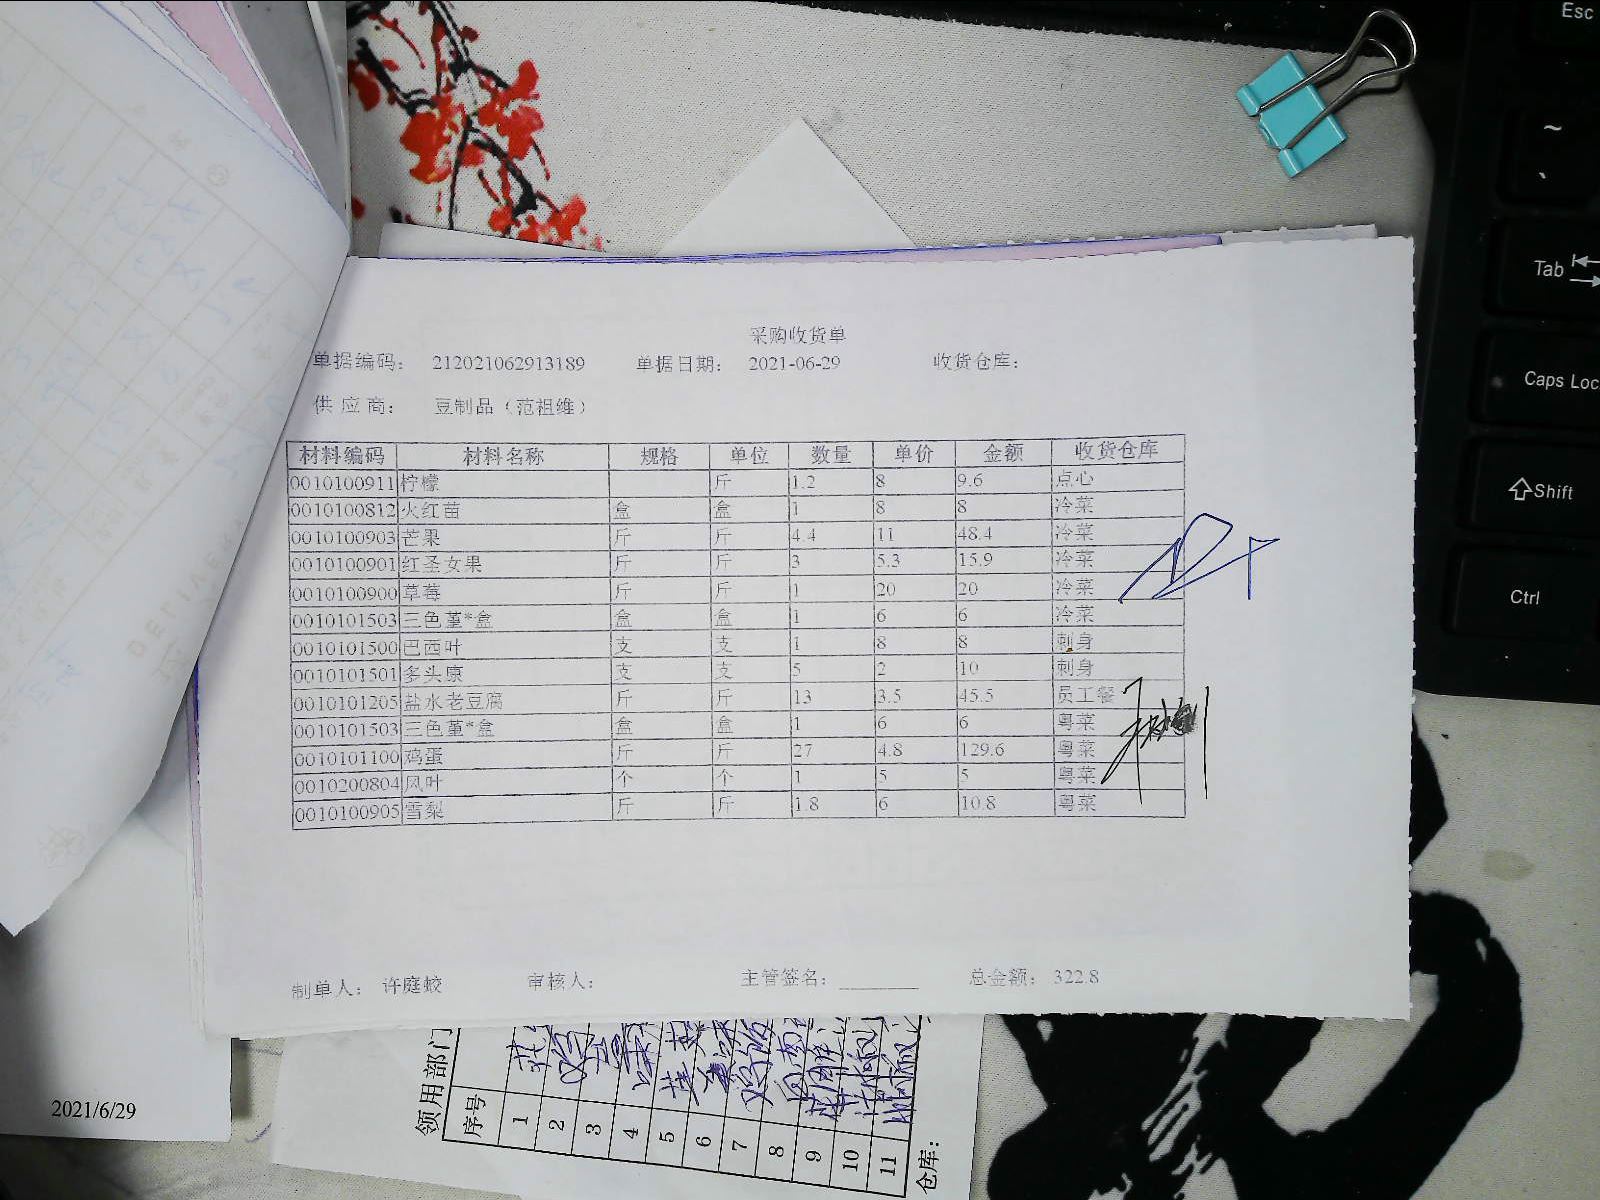 采购收货单
单据编码： 212021062913189 单据日期： 2021-06-29 收货仓库：
供 应 商： 豆制品（范祖维）
材料编码 材料名称 规格 单位 数量 单价 金额 收货仓库
0010100911 柠檬 斤 1.2 8 9.6 点心
0010100812 火红苗 盒 盒 1 8 8 冷菜
0010100903 芒果 斤 斤 4.4 11 48.4 冷菜
0010100901 红圣女果 斤 斤 3 5.3 15.9 冷菜
0010100900 草莓 斤 斤 1 20 20 冷菜
0010101503 三色堇*盒 盒 盒 1 6 6 冷菜
0010101500 巴西叶 支 支 1 8 8 刺身
0010101501 多头康 支 支 5 2 10 刺身
0010101205 盐水老豆腐 斤 斤 13 3.5 45.5 员工餐
0010101503 三色堇*盒 盒 盒 1 6 6 粤菜
0010101100 鸡蛋 斤 斤 27 4.8 129.6 粤菜
0010200804 风叶 个 个 1 5 5 粤菜
0010100905 雪梨 斤 斤 1.8 6 10.8 粤菜
制单人： 许庭蛟 审核人： 主管签名： 总金额： 322.8
2021/6/29
领用部门
序号 1 2 3 4 5 6 7 8 9 10 11
仓库：
DELIVER
Esc
~
Tab
Caps Loc
Shift
Ctrl